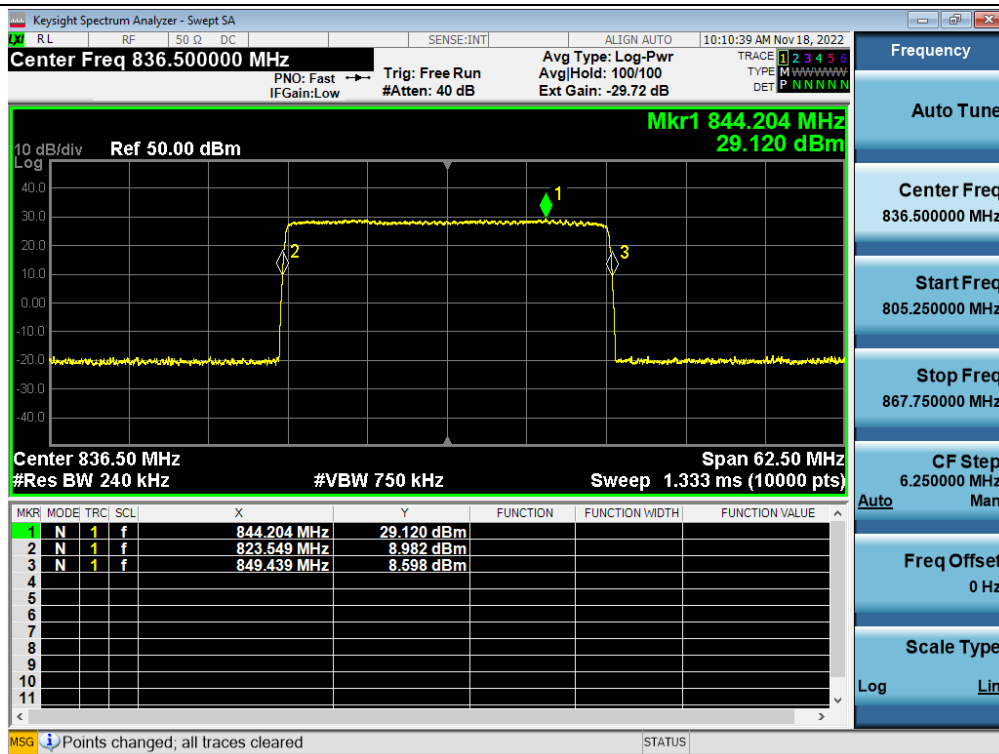 Keysight Spectrum Analyzer - Swept SA
LXI RL RF 50 Ω DC SENSE:INT ALIGN AUTO 10:10:39 AM Nov 18, 2022
Center Freq 836.500000 MHz
PNO: Fast
IFGain:Low
Trig: Free Run
#Atten: 40 dB
Avg Type: Log-Pwr
Avg|Hold: 100/100
Ext Gain: -29.72 dB
TRACE 1 2 3 4 5 6
TYPE M WWWWW
DET P N N N N N
Mkr1 844.204 MHz
29.120 dBm
10 dB/div Ref 50.00 dBm
Log
40.0
30.0
20.0
10.0
0.00
-10.0
-20.0
-30.0
-40.0
1
2
3
Center 836.50 MHz Span 62.50 MHz
#Res BW 240 kHz #VBW 750 kHz Sweep 1.333 ms (10000 pts)
MKR MODE TRC SCL X Y FUNCTION FUNCTION WIDTH FUNCTION VALUE
1 N 1 f 844.204 MHz 29.120 dBm
2 N 1 f 823.549 MHz 8.982 dBm
3 N 1 f 849.439 MHz 8.598 dBm
4
5
6
7
8
9
10
11
MSG Points changed; all traces cleared STATUS
Frequency
Auto Tune
Center Freq
836.500000 MHz
Start Freq
805.250000 MHz
Stop Freq
867.750000 MHz
CF Step
6.250000 MHz
Auto Man
Freq Offset
0 Hz
Scale Type
Log Lin